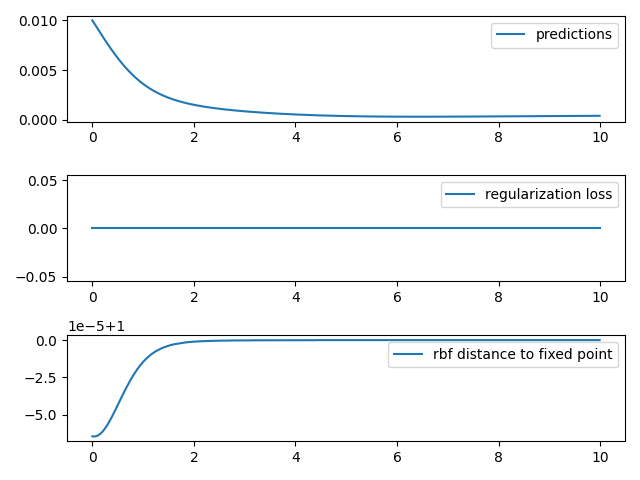 0.010
0.005
0.000
predictions
0 2 4 6 8 10
0.05
0.00
−0.05
regularization loss
0 2 4 6 8 10
1e−5+1
0.0
−2.5
−5.0
rbf distance to fixed point
0 2 4 6 8 10